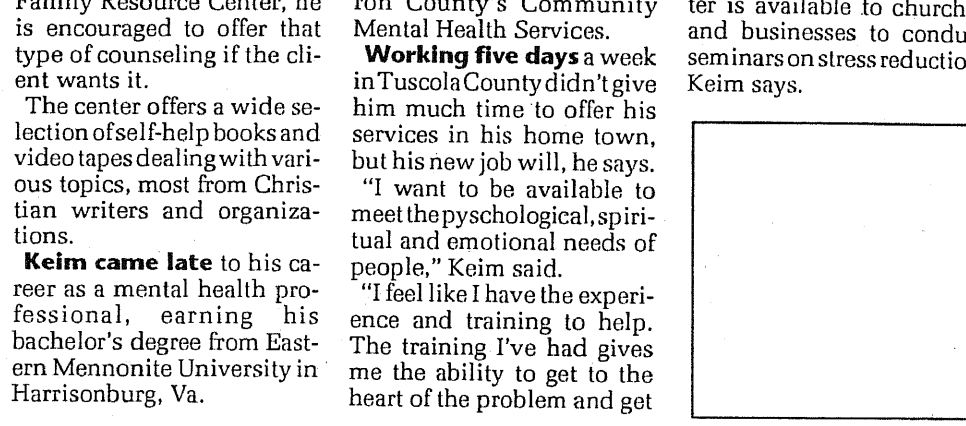 Family Resource Center, he
is encouraged to offer that
type of counseling if the cli-
ent wants it.
The center offers a wide se-
lection of self-help books and
video tapes dealing with vari-
ous topics, most from Chris-
tian writers and organiza-
tions.
Keim came late to his ca-
reer as a mental health pro-
fessional, earning his
bachelor's degree from East-
ern Mennonite University in
Harrisonburg, Va.
ron County's Community
Mental Health Services.
Working five days a week
in Tuscola County didn't give
him much time to offer his
services in his home town,
but his new job will, he says.
"I want to be available to
meet the pyschological, spiri-
tual and emotional needs of
people," Keim said.
"I feel like I have the experi-
ence and training to help.
The training I've had gives
me the ability to get to the
heart of the problem and get
ter is available to church
and businesses to condu
seminars on stress reductio
Keim says.